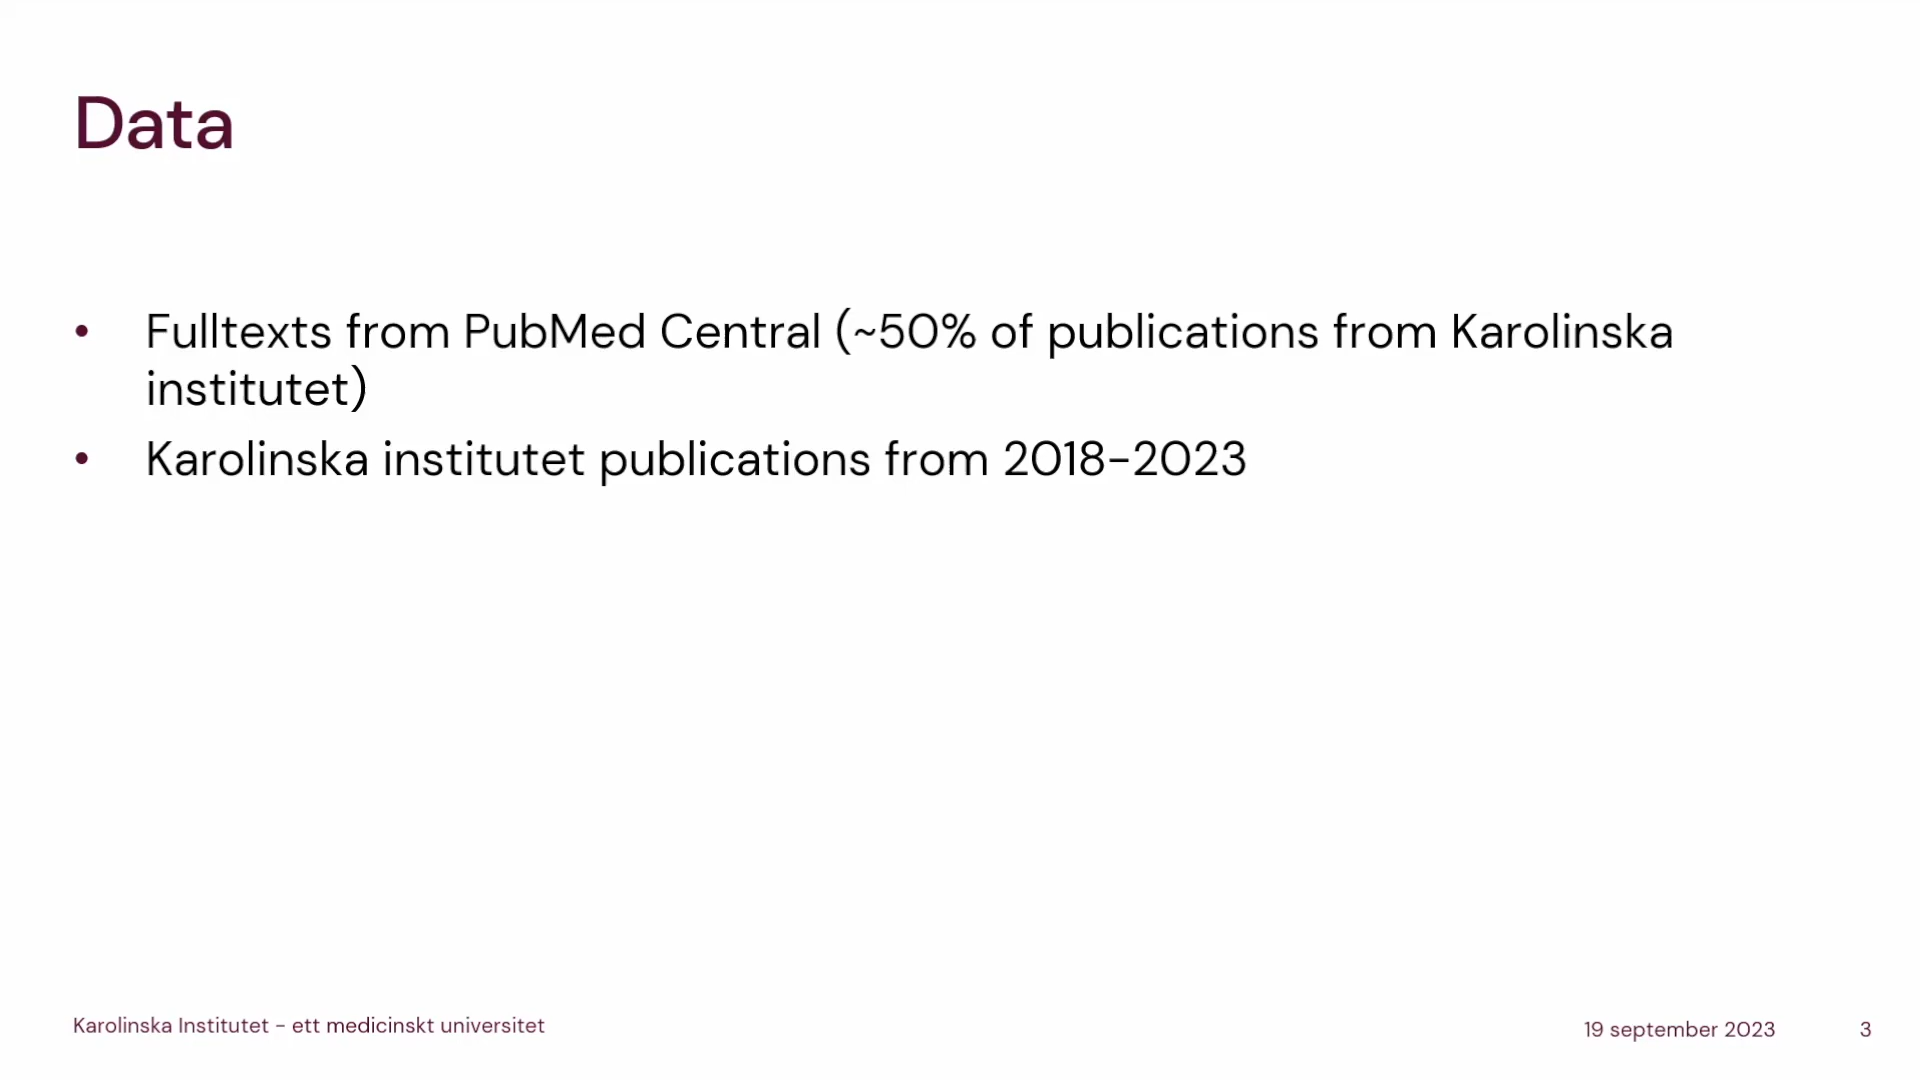 Data
• Fulltexts from PubMed Central (~50% of publications from Karolinska
institutet)
• Karolinska institutet publications from 2018-2023
Karolinska Institutet - ett medicinskt universitet
19 september 2023
3